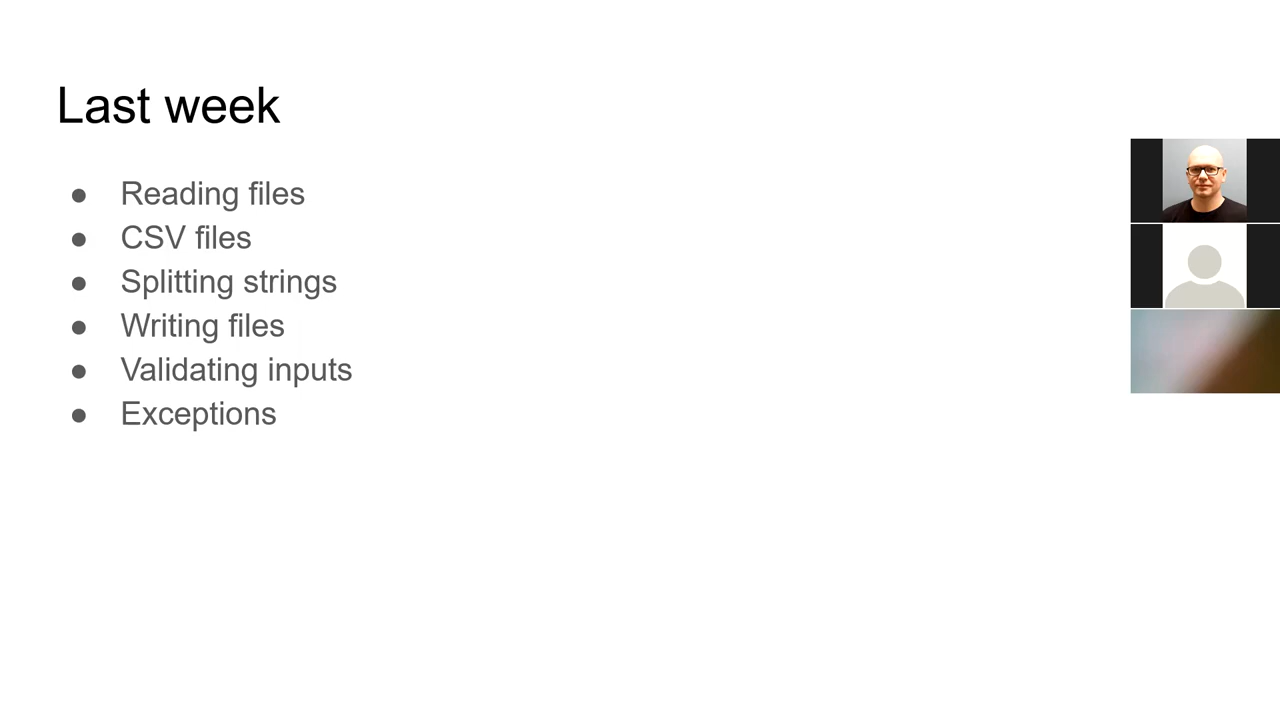 Last week
● Reading files
● CSV files
● Splitting strings
● Writing files
● Validating inputs
● Exceptions